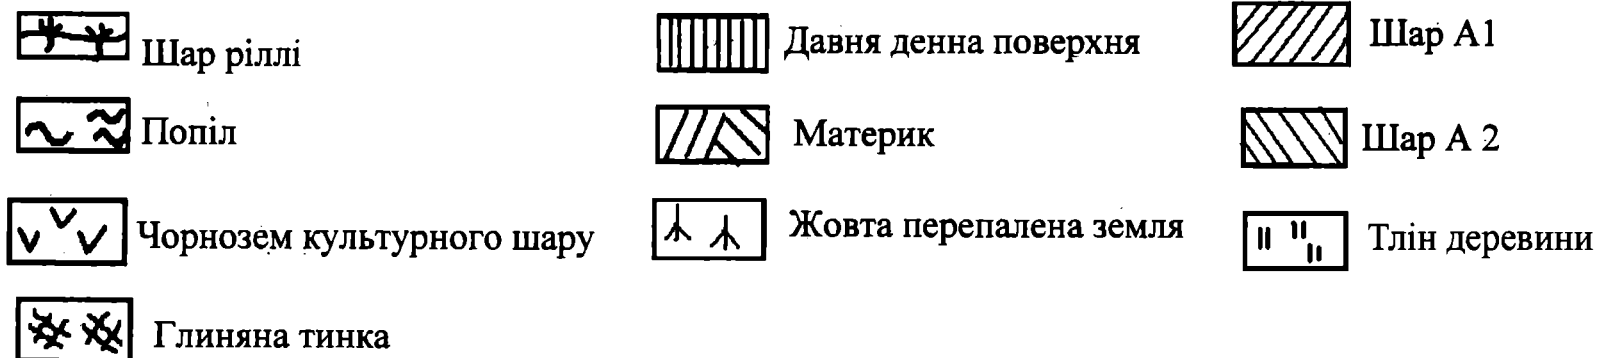 Шар ріллі
Попіл
Чорнозем культурного шару
Глиняна тинка
Давня денна поверхня
Материк
Жовта перепалена земля
Шар А1
Шар А 2
Тлін деревини